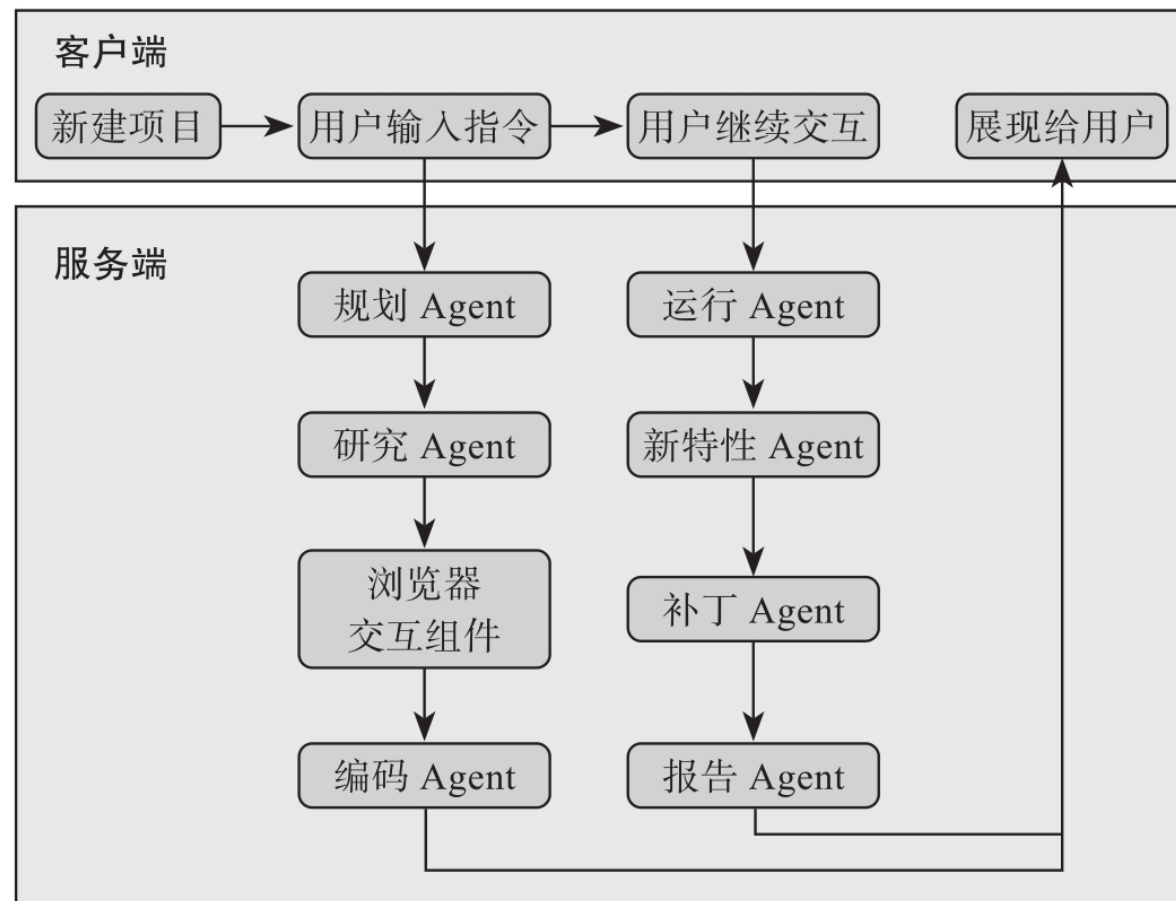 客户端
新建项目
用户输入指令
用户继续交互
展现给用户
服务端
规划 Agent
运行 Agent
研究 Agent
新特性 Agent
浏览器
交互组件
补丁 Agent
编码 Agent
报告 Agent